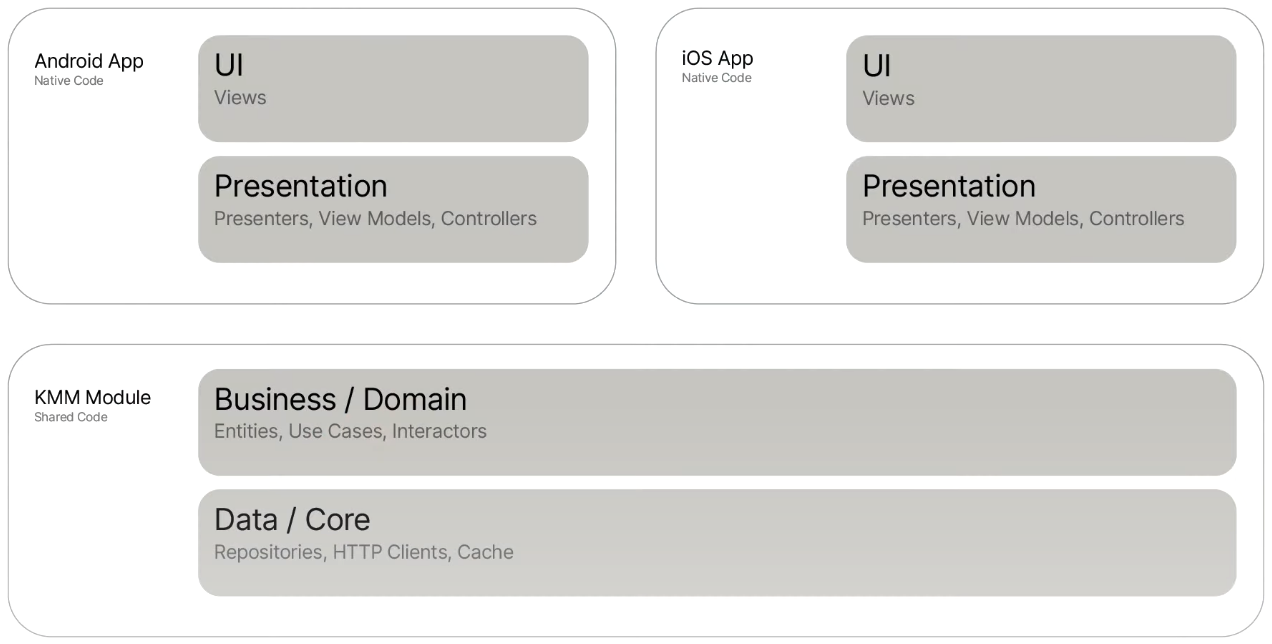 Android App
Native Code
UI
Views
Presentation
Presenters, View Models, Controllers
iOS App
Native Code
UI
Views
Presentation
Presenters, View Models, Controllers
KMM Module
Shared Code
Business / Domain
Entities, Use Cases, Interactors
Data / Core
Repositories, HTTP Clients, Cache